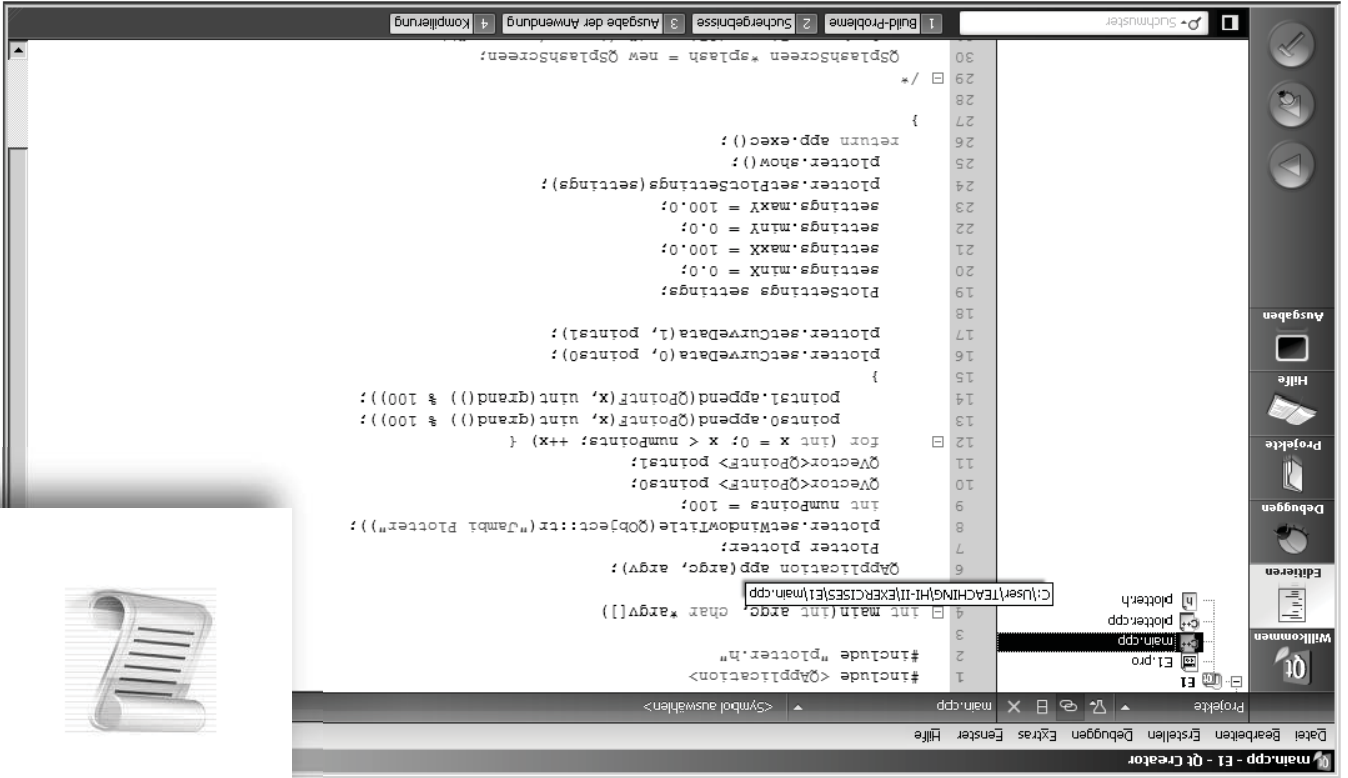 main.cpp - E1 - Qt Creator
Datei Bearbeiten Erstellen Debuggen Extras Fenster Hilfe
Projekte
main.cpp
<Symbol auswählen>
Willkommen
Editieren
Debuggen
Projekte
Hilfe
Ausgaben
E1
E1.pro
main.cpp
plotter.cpp
plotter.h
C:\User\TEACHING\HI-II\EXERCISES\E1\main.cpp
1 #include <QApplication>
2 #include "plotter.h"
3
4 int main(int argc, char *argv[])
6 QApplication app(argc, argv);
7 Plotter plotter;
8 plotter.setWindowTitle(QObject::tr("Jambi Plotter"));
9 int numPoints = 100;
10 QVector<QPointF> points0;
11 QVector<QPointF> points1;
12 for (int x = 0; x < numPoints; ++x) {
13 points0.append(QPointF(x, uint(qrand()) % 100));
14 points1.append(QPointF(x, uint(qrand()) % 100));
15 }
16 plotter.setCurveData(0, points0);
17 plotter.setCurveData(1, points1);
18
19 PlotSettings settings;
20 settings.minX = 0.0;
21 settings.maxX = 100.0;
22 settings.minY = 0.0;
23 settings.maxY = 100.0;
24 plotter.setPlotSettings(settings);
25 plotter.show();
26 return app.exec();
27 }
28
29 /*
30 QSplashScreen *splash = new QSplashScreen;
Suchmuster
1 Build-Probleme
2 Suchergebnisse
3 Ausgabe der Anwendung
4 Kompilierung